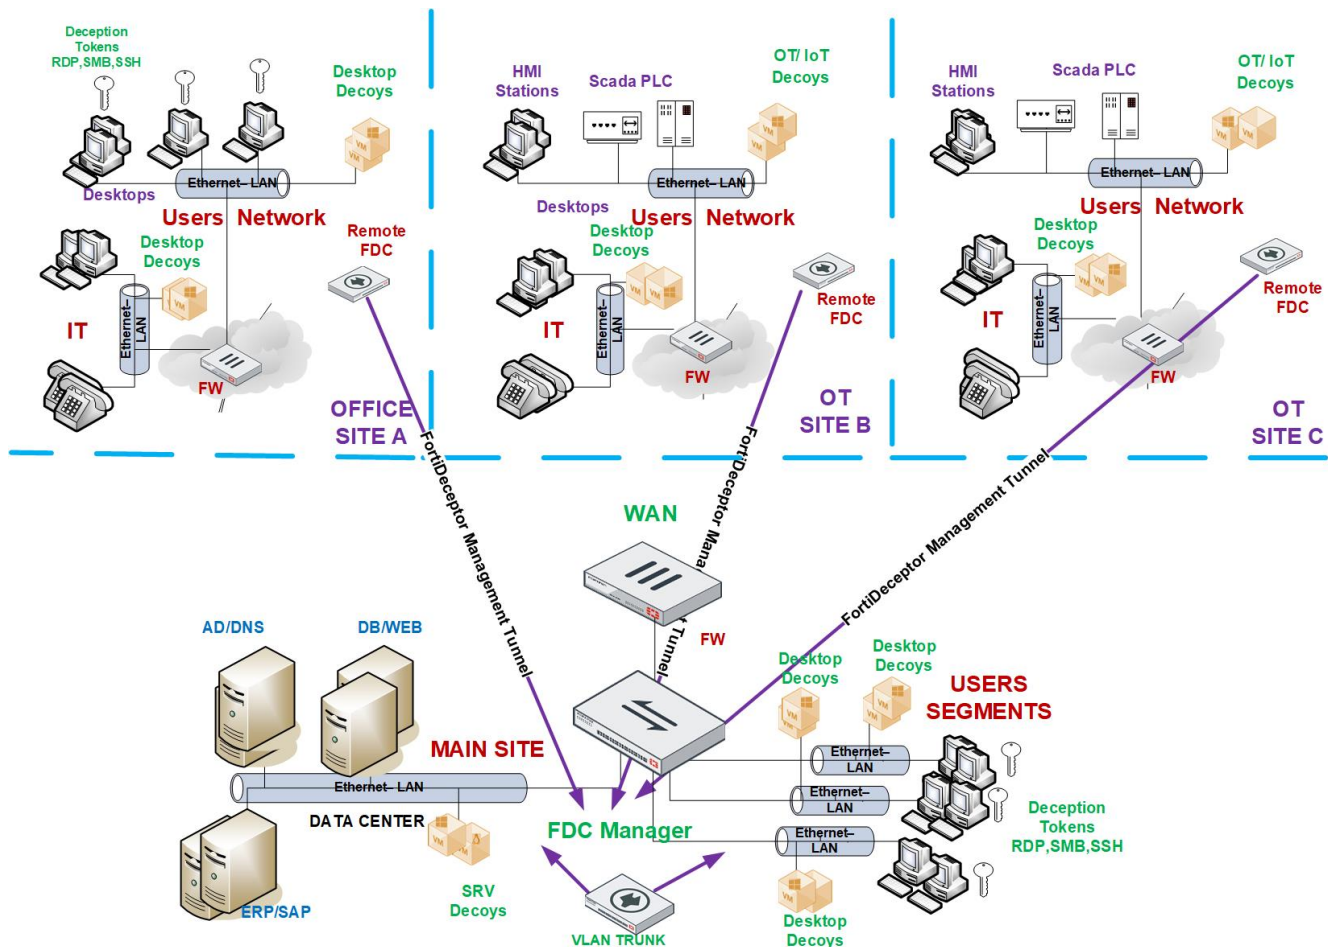 Deception
Tokens
RDP,SMB,SSH
Desktop
Decoys
Desktops
Ethernet– LAN
Users Network
Desktop
Decoys
Remote
FDC
IT
Ethernet–
LAN
FW
OFFICE
SITE A
HMI
Stations
Scada PLC
OT/ IoT
Decoys
Ethernet– LAN
Desktops
Users Network
Desktop
Decoys
IT
Ethernet–
LAN
FW
Remote
FDC
OT
SITE B
HMI
Stations
Scada PLC
OT/ IoT
Decoys
Ethernet– LAN
Users Network
Desktop
Decoys
IT
Ethernet–
LAN
FW
Remote
FDC
OT
SITE C
FortiDeceptor Management Tunnel
FortiDeceptor Mana
t Tunnel
FortiDeceptor Management Tunnel
WAN
FW
AD/DNS
DB/WEB
MAIN SITE
Ethernet– LAN
DATA CENTER
ERP/SAP
SRV
Decoys
FDC Manager
VLAN TRUNK
Desktop
Decoys
Desktop
Decoys
USERS
SEGMENTS
Ethernet–
LAN
Ethernet–
LAN
Ethernet–
LAN
Deception
Tokens
RDP,SMB,SSH
Desktop
Decoys